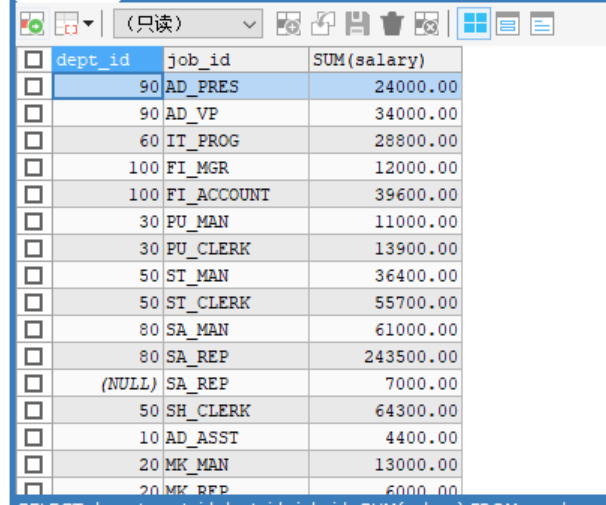 （只读）
dept_id job_id SUM(salary)
90 AD_PRES 24000.00
90 AD_VP 34000.00
60 IT_PROG 28800.00
100 FI_MGR 12000.00
100 FI_ACCOUNT 39600.00
30 PU_MAN 11000.00
30 PU_CLERK 13900.00
50 ST_MAN 36400.00
50 ST_CLERK 55700.00
80 SA_MAN 61000.00
80 SA_REP 243500.00
(NULL) SA_REP 7000.00
50 SH_CLERK 64300.00
10 AD_ASST 4400.00
20 MK_MAN 13000.00
20 MK_REP 6000.00